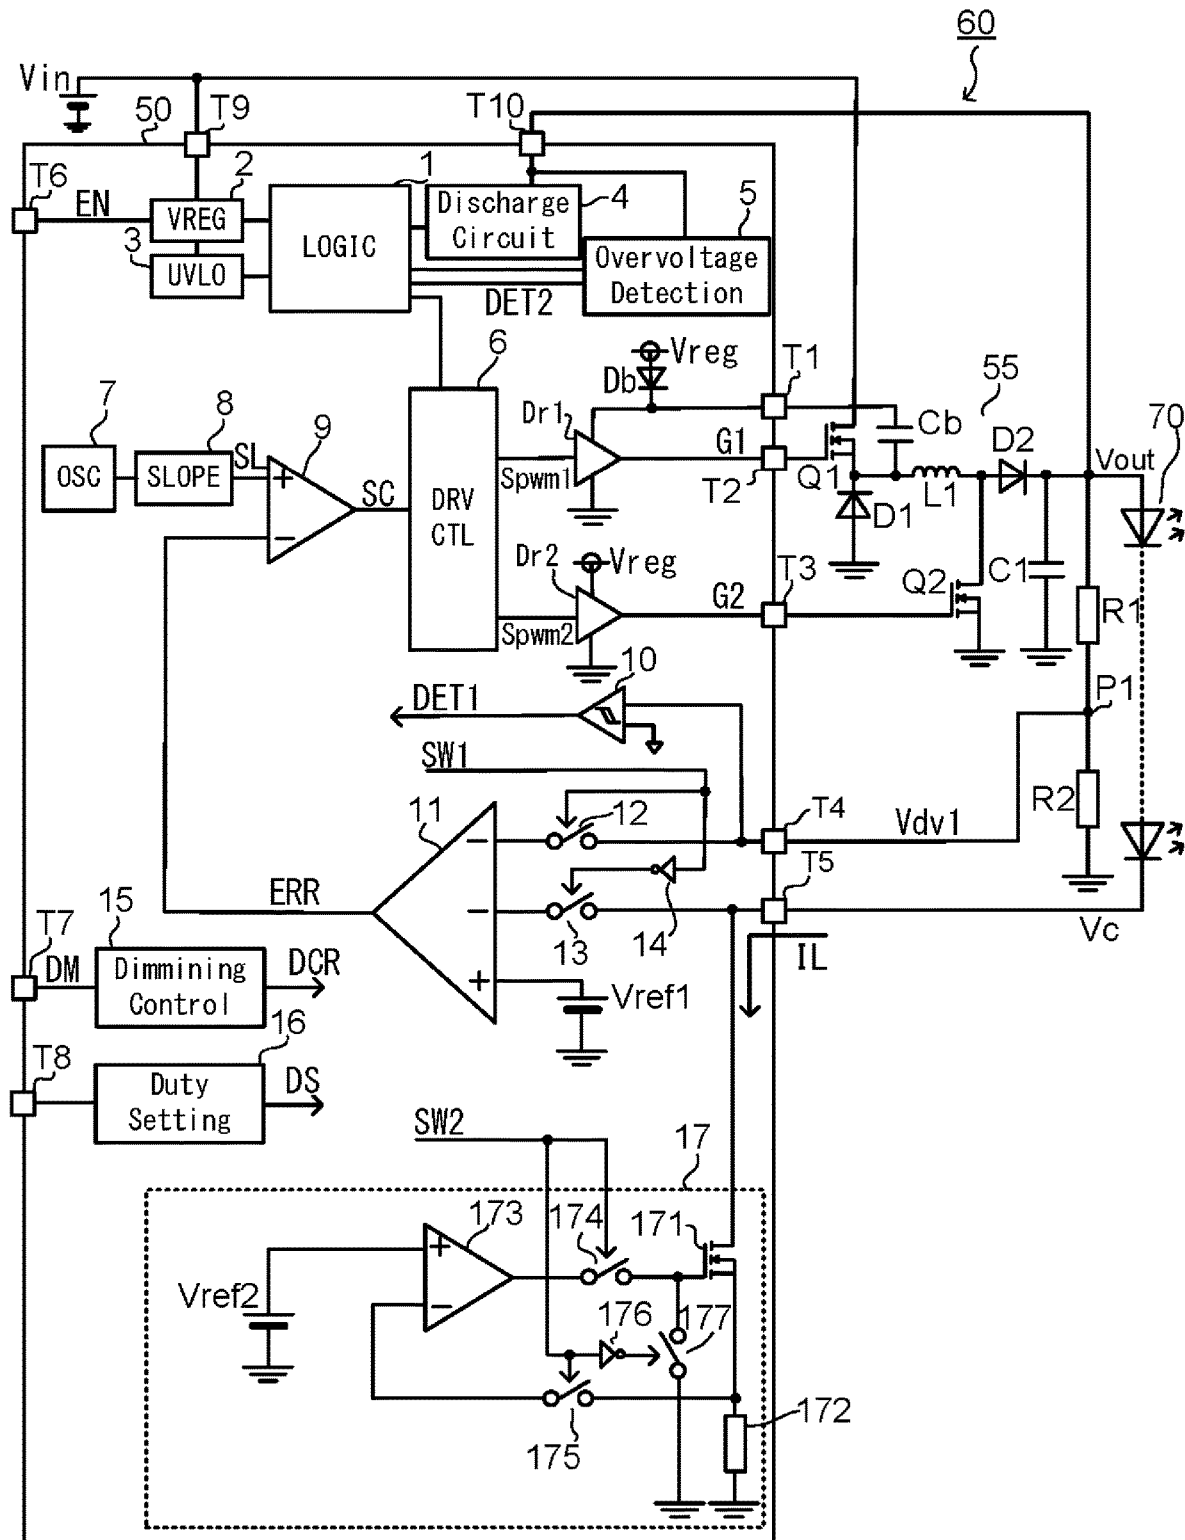 60
Vin
50
T9
T10
T6
EN
2
VREG
3
UVLO
1
LOGIC
Discharge
Circuit
4
5
Overvoltage
Detection
DET2
6
Vreg
Db
T1
55
7
OSC
8
SLOPE
SL
9
+
−
SC
DRV
CTL
Dr1
Spwm1
G1
T2
Q1
Cb
D1
L1
D2
Vout
70
Dr2
Vreg
Spwm2
G2
T3
Q2
C1
R1
10
DET1
P1
SW1
11
12
T4
Vdv1
R2
−
T5
ERR
−
13
14
Vc
IL
15
T7
DM
Dimmining
Control
DCR
+
Vref1
16
T8
Duty
Setting
DS
SW2
17
173
174
171
+
−
Vref2
176
177
175
172